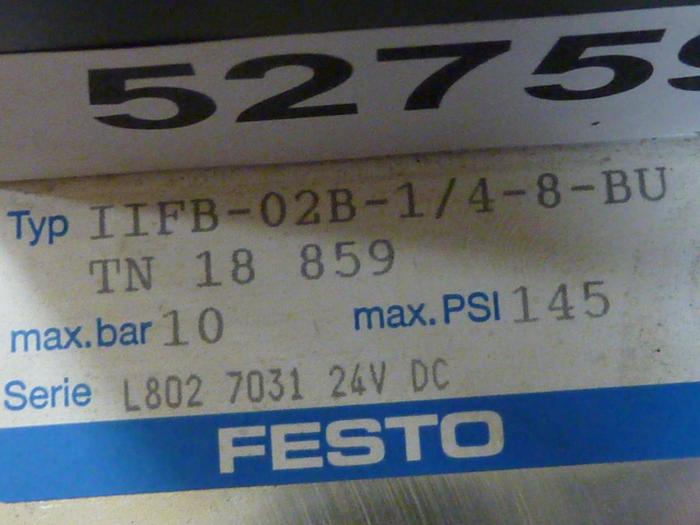 5275
Typ IIFB-02B-1/4-8-BU
TN 18 859
max.bar 10 max.PSI 145
Serie L802 7031 24V DC
FESTO